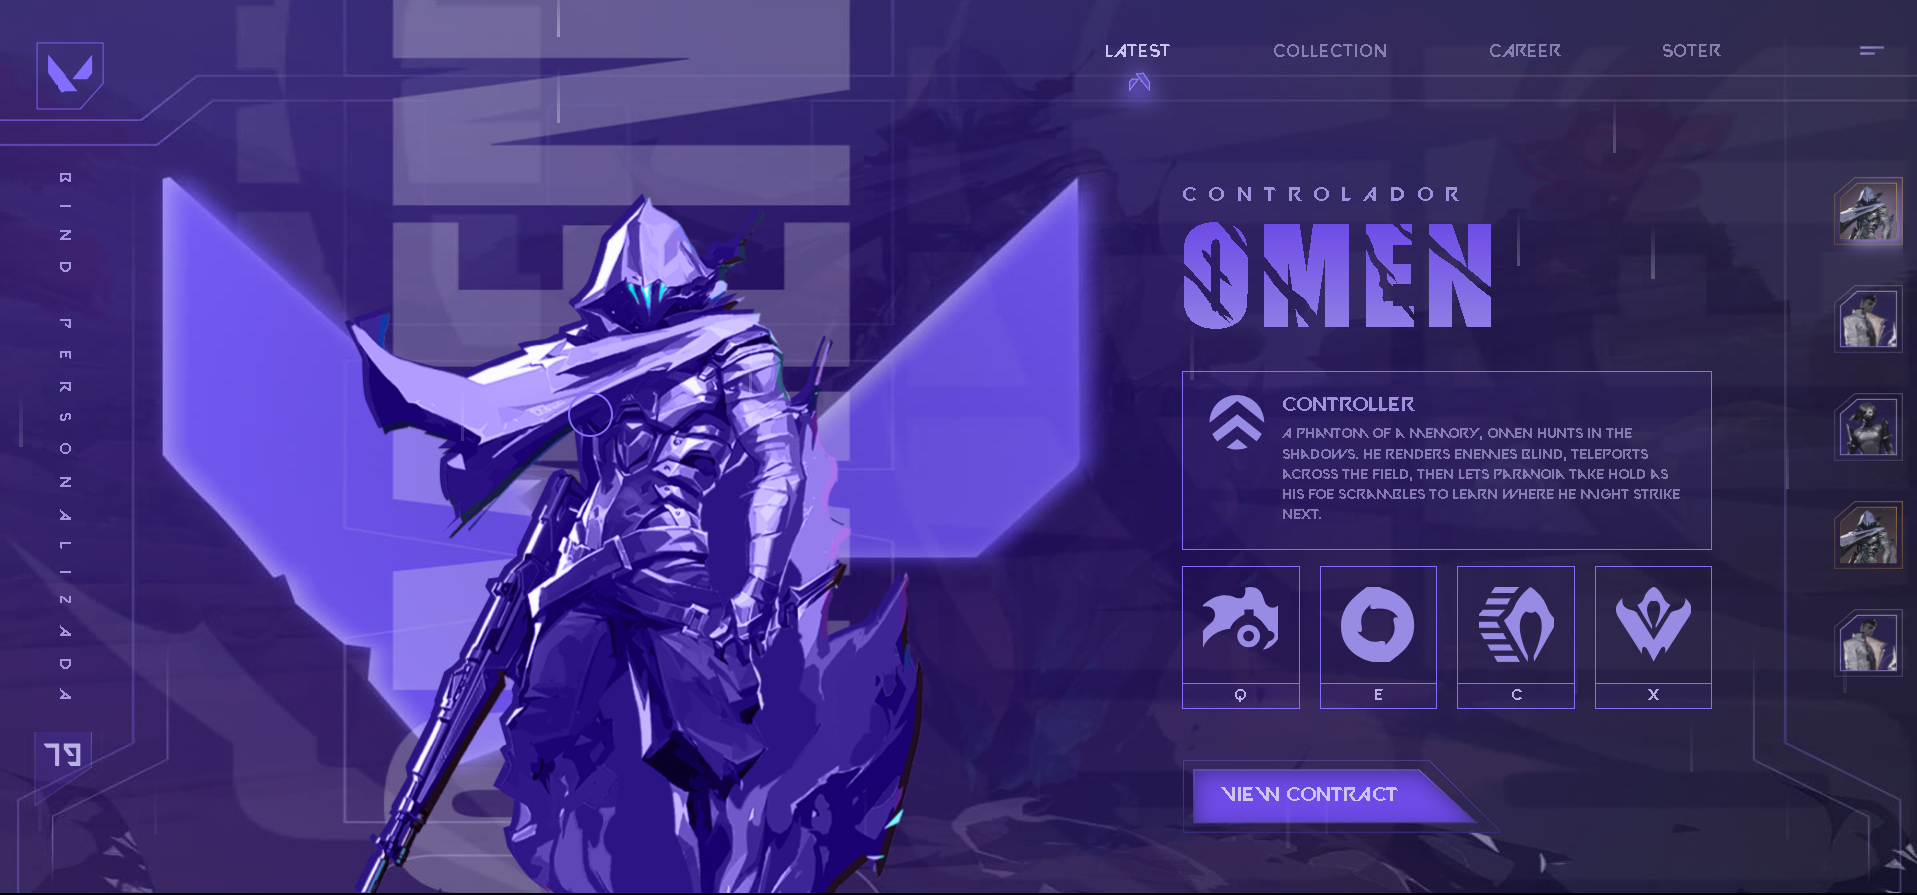 LATEST
COLLECTION
CAREER
SOTER
BIND PERSONALIZADA
79
CONTROLADOR
OMEN
CONTROLLER
A PHANTOM OF A MEMORY, OMEN HUNTS IN THE
SHADOWS. HE RENDERS ENEMIES BLIND, TELEPORTS
ACROSS THE FIELD, THEN LETS PARANOIA TAKE HOLD AS
HIS FOE SCRAMBLES TO LEARN WHERE HE MIGHT STRIKE
NEXT.
Q
E
C
X
VIEW CONTRACT